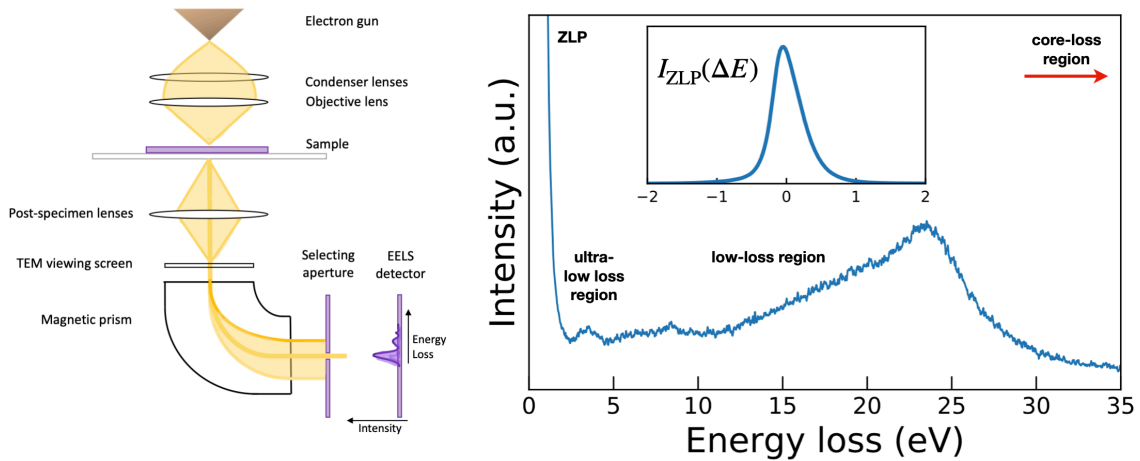 Electron gun
Condenser lenses
Objective lens
Sample
Post-specimen lenses
TEM viewing screen
Magnetic prism
Selecting
aperture
EELS
detector
Energy
Loss
Intensity
ZLP
I_ZLP(ΔE)
−2 −1 0 1 2
core-loss
region
ultra-
low loss
region
low-loss region
Intensity (a.u.)
0 5 10 15 20 25 30 35
Energy loss (eV)